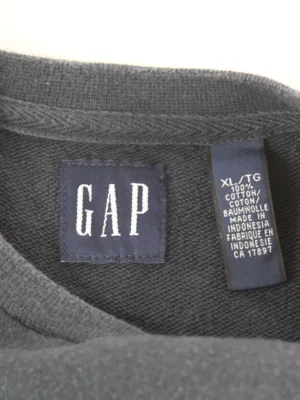 GAP
XL/TG
100%
COTTON/
COTON/
BAUMWOLLE
MADE IN
INDONESIA
FABRIQUE EN
INDONESIE
CA 17897